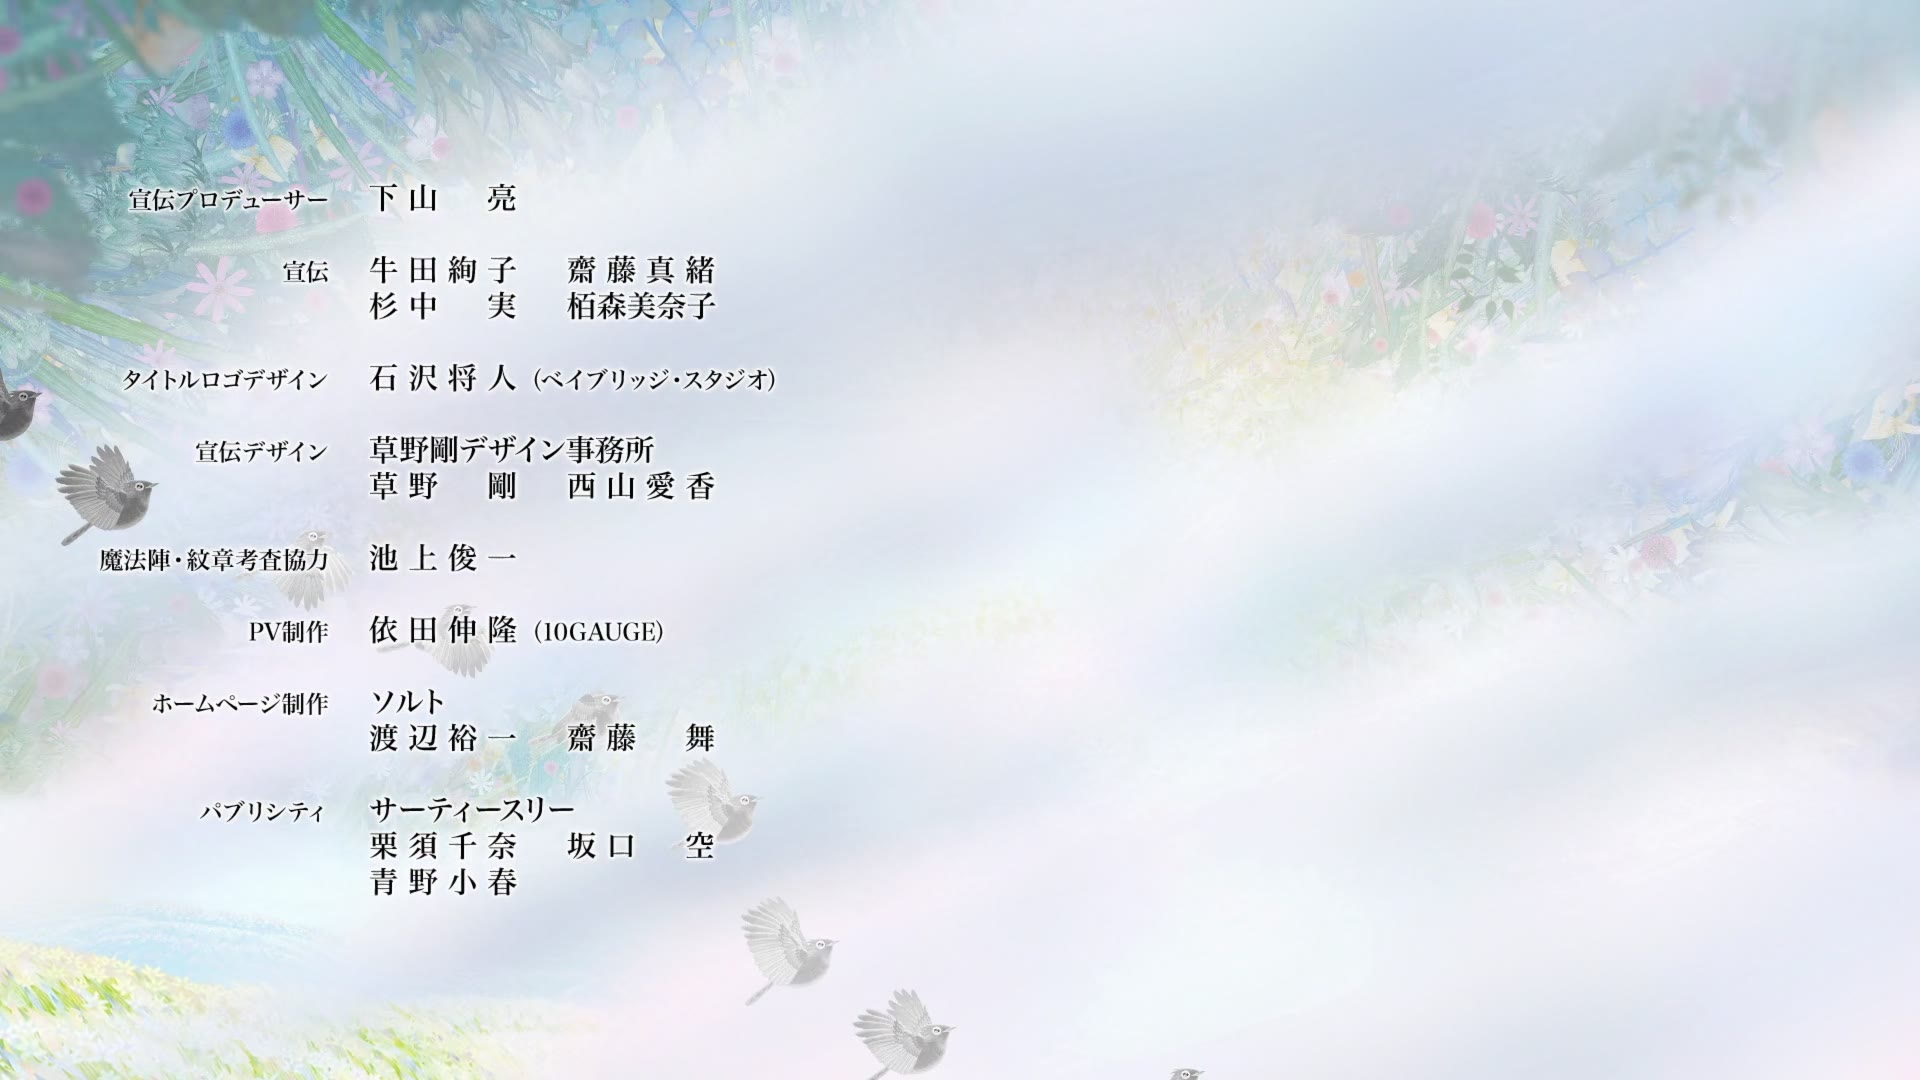 宣伝プロデューサー 下山 亮
宣伝 牛田絢子 齋藤真緒
杉中 実 栢森美奈子
タイトルロゴデザイン 石沢将人(ベイブリッジ・スタジオ)
宣伝デザイン 草野剛デザイン事務所
草野 剛 西山愛香
魔法陣・紋章考査協力 池上俊一
PV制作 依田伸隆(10GAUGE)
ホームページ制作 ソルト
渡辺裕一 齋藤 舞
パブリシティ サーティースリー
栗須千奈 坂口 空
青野小春